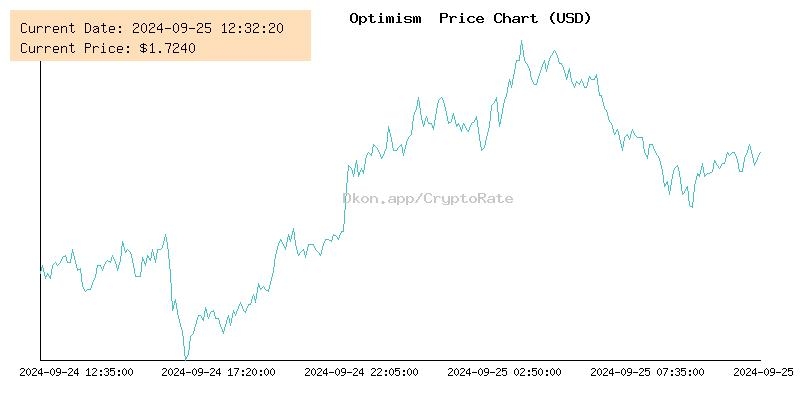 Optimism  Price Chart (USD)
Current Date: 2024-09-25 12:32:20
Current Price: $1.7240
Dkon.app/CryptoRate
2024-09-24 12:35:00 2024-09-24 17:20:00 2024-09-24 22:05:00 2024-09-25 02:50:00 2024-09-25 07:35:00 2024-09-25